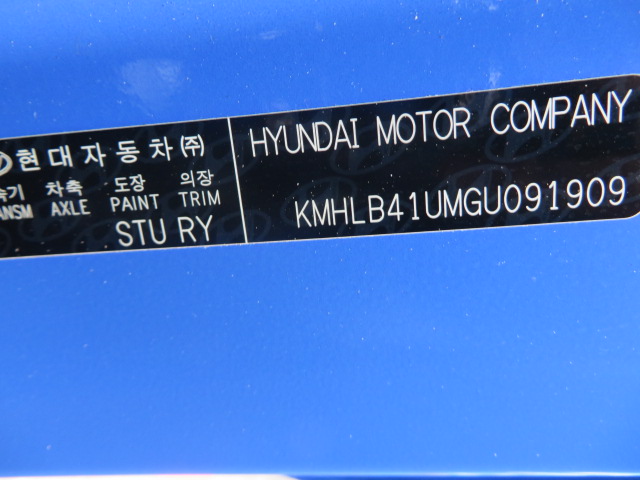 현대자동차(주)
속기 차축 도장 의장
ANSM AXLE PAINT TRIM
STU RY
HYUNDAI MOTOR COMPANY
KMHLB41UMGU091909